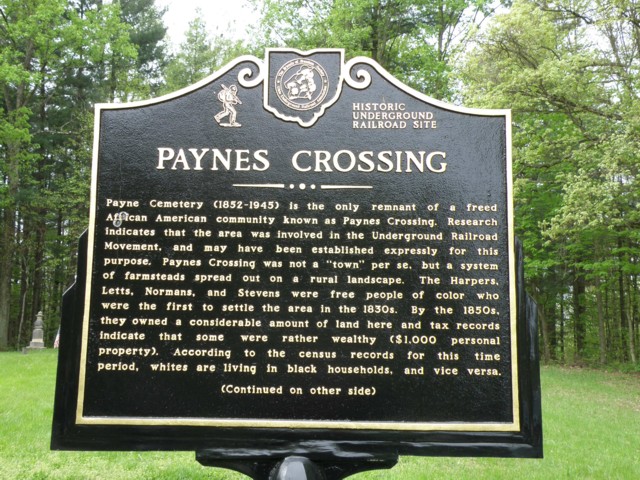 HISTORIC
UNDERGROUND
RAILROAD SITE
PAYNES CROSSING
Payne Cemetery (1852-1945) is the only remnant of a freed
African American community known as Paynes Crossing. Research
indicates that the area was involved in the Underground Railroad
Movement, and may have been established expressly for this
purpose. Paynes Crossing was not a "town" per se, but a system
of farmsteads spread out on a rural landscape. The Harpers,
Letts, Normans, and Stevens were free people of color who
were the first to settle the area in the 1830s. By the 1850s,
they owned a considerable amount of land here and tax records
indicate that some were rather wealthy ($1,000 personal
property). According to the census records for this time
period, whites are living in black households, and vice versa.
(Continued on other side)